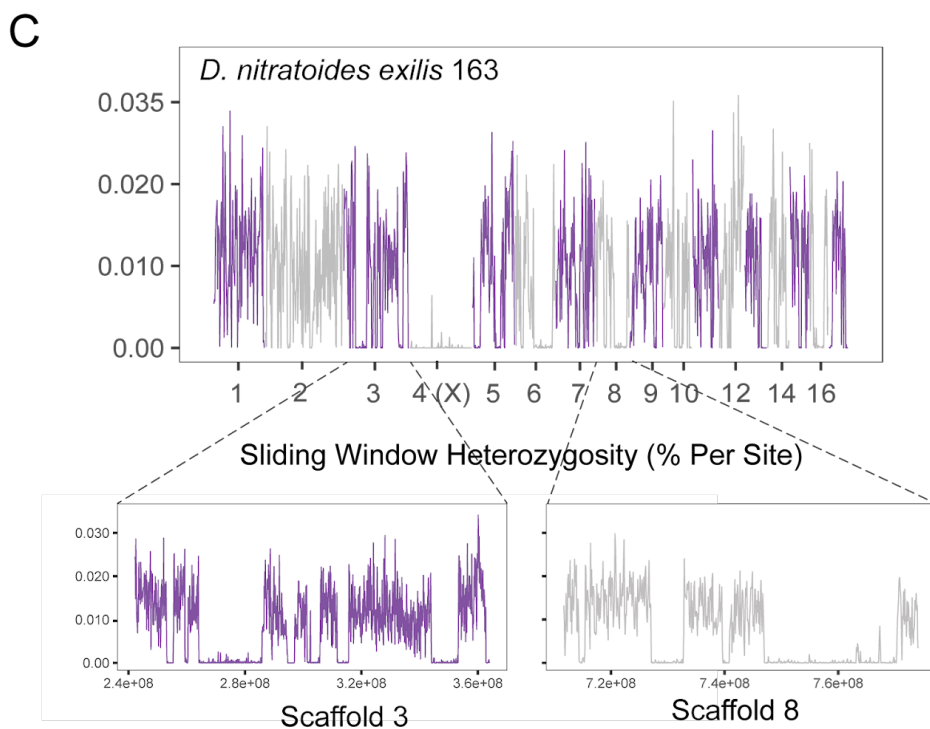 C
D. nitratoides exilis 163
0.035
0.020
0.010
0.00
1 2 3 4 (X) 5 6 7 8 9 10 12 14 16
Sliding Window Heterozygosity (% Per Site)
0.030
0.020
0.010
0.00
2.4e+08 2.8e+08 3.2e+08 3.6e+08
7.2e+08 7.4e+08 7.6e+08
Scaffold 3
Scaffold 8